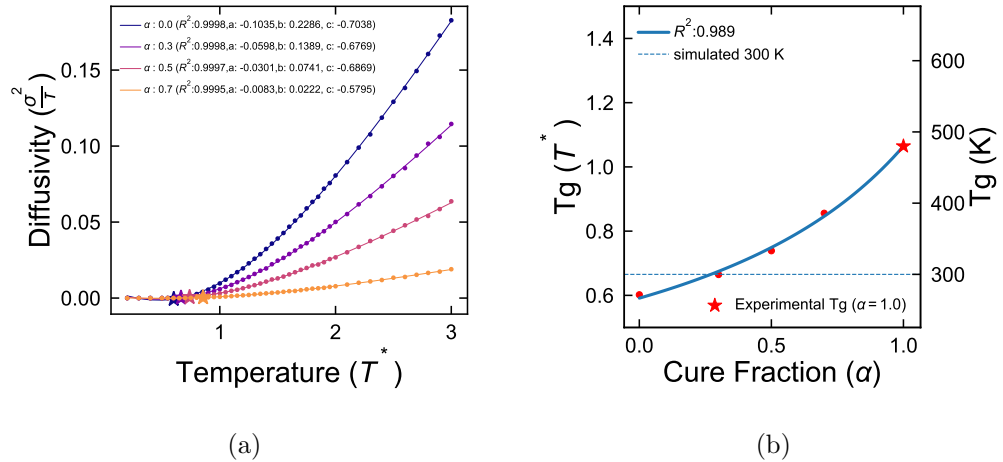 α : 0.0 (R²:0.9998,a: -0.1035,b: 0.2286, c: -0.7038)
α : 0.3 (R²:0.9998,a: -0.0598,b: 0.1389, c: -0.6769)
α : 0.5 (R²:0.9997,a: -0.0301,b: 0.0741, c: -0.6869)
α : 0.7 (R²:0.9995,a: -0.0083,b: 0.0222, c: -0.5795)
0.15
0.10
0.05
0.00
Diffusivity (σ²/τ)
1
2
3
Temperature (T*)
(a)
R²:0.989
simulated 300 K
1.4
1.2
1.0
0.8
0.6
Tg (T*)
600
500
400
300
Tg (K)
Experimental Tg (α = 1.0)
0.0
0.5
1.0
Cure Fraction (α)
(b)